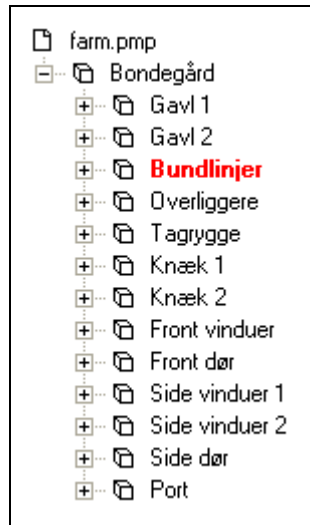 farm.pmp
Bondegård
Gavl 1
Gavl 2
Bundlinjer
Overliggere
Tagrygge
Knæk 1
Knæk 2
Front vinduer
Front dør
Side vinduer 1
Side vinduer 2
Side dør
Port